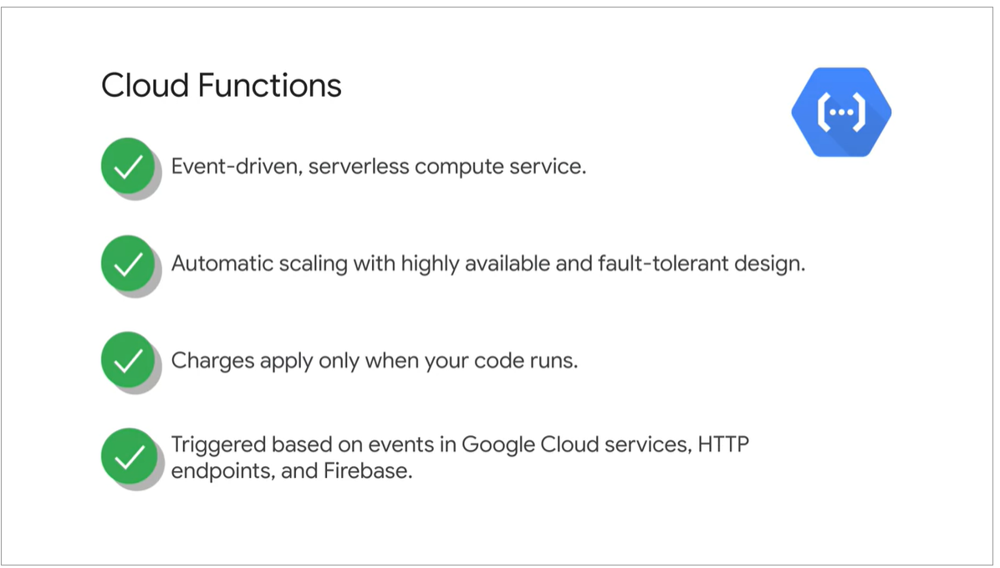 Cloud Functions
Event-driven, serverless compute service.
Automatic scaling with highly available and fault-tolerant design.
Charges apply only when your code runs.
Triggered based on events in Google Cloud services, HTTP
endpoints, and Firebase.